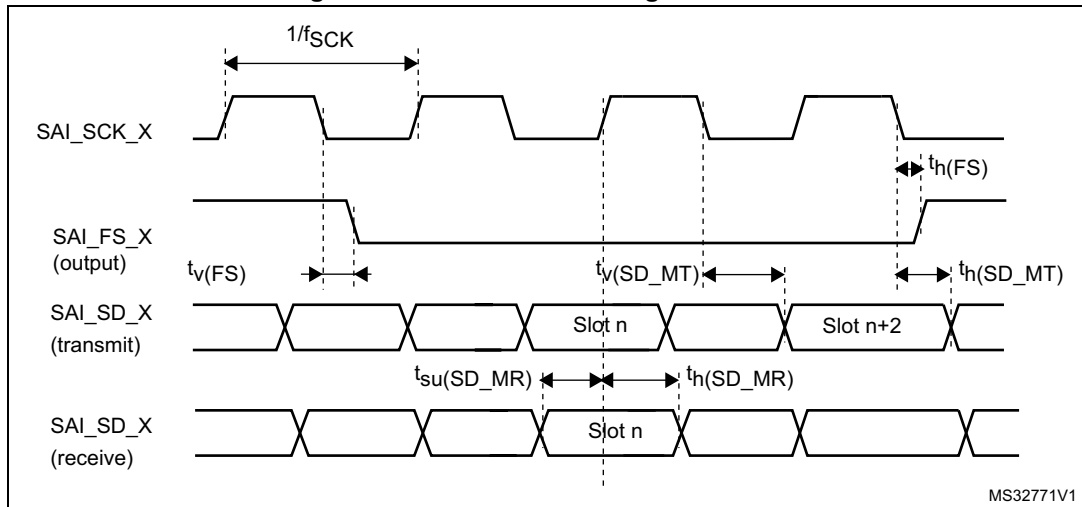 1/fSCK
SAI_SCK_X
th(FS)
SAI_FS_X
(output)
tv(FS)
tv(SD_MT)
th(SD_MT)
SAI_SD_X
(transmit)
Slot n
Slot n+2
tsu(SD_MR)
th(SD_MR)
SAI_SD_X
(receive)
Slot n
MS32771V1